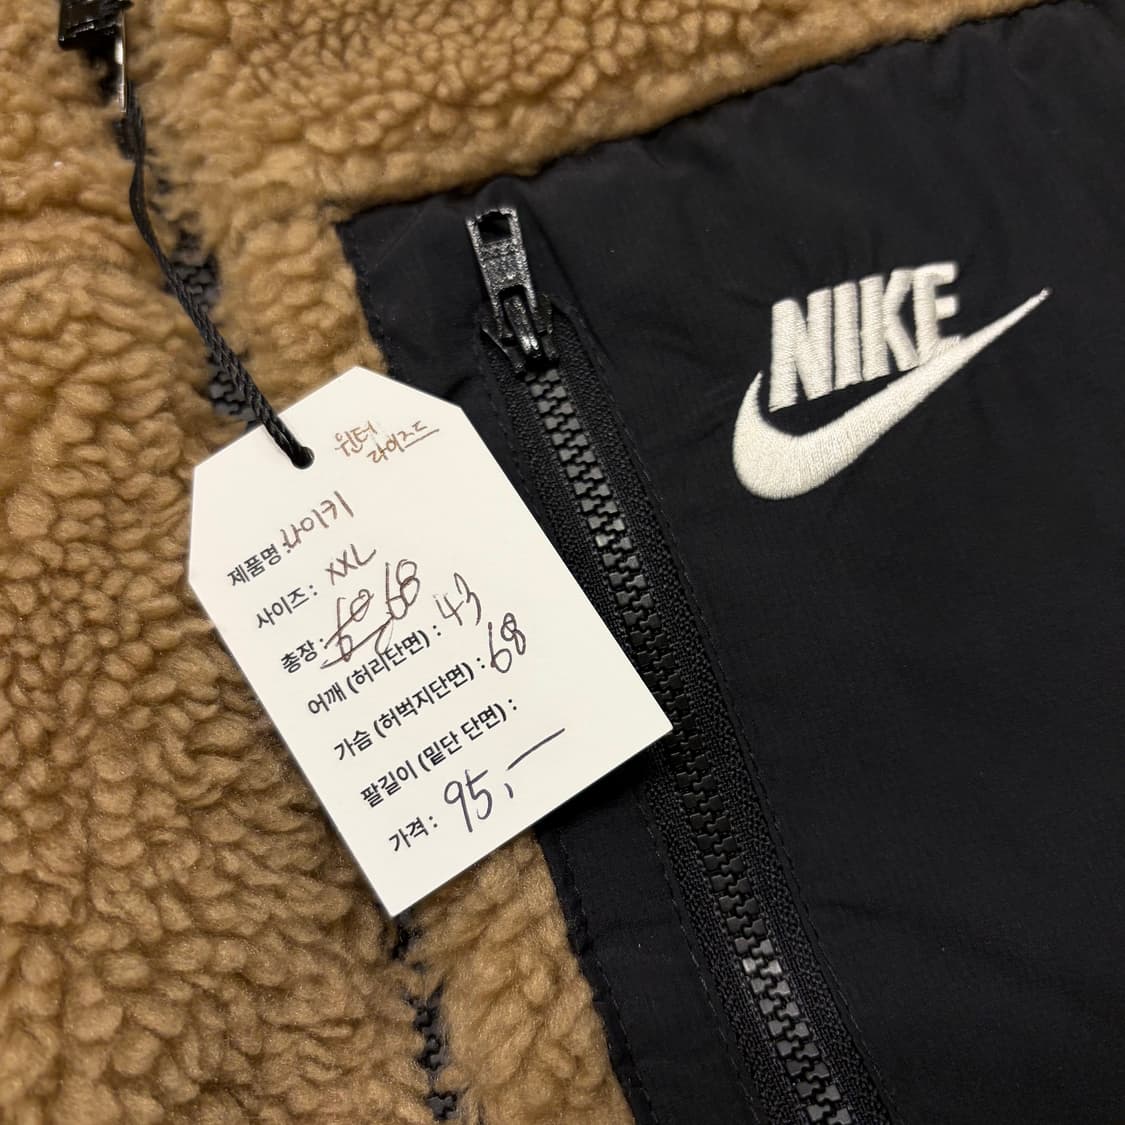 윈터
라이즈드
제품명: 나이키
사이즈: XXL
총장: 68
어깨 (허리단면) : 43
가슴 (허벅지단면) : 68
팔길이 (밑단 단면) :
가격: 95,—
NIKE